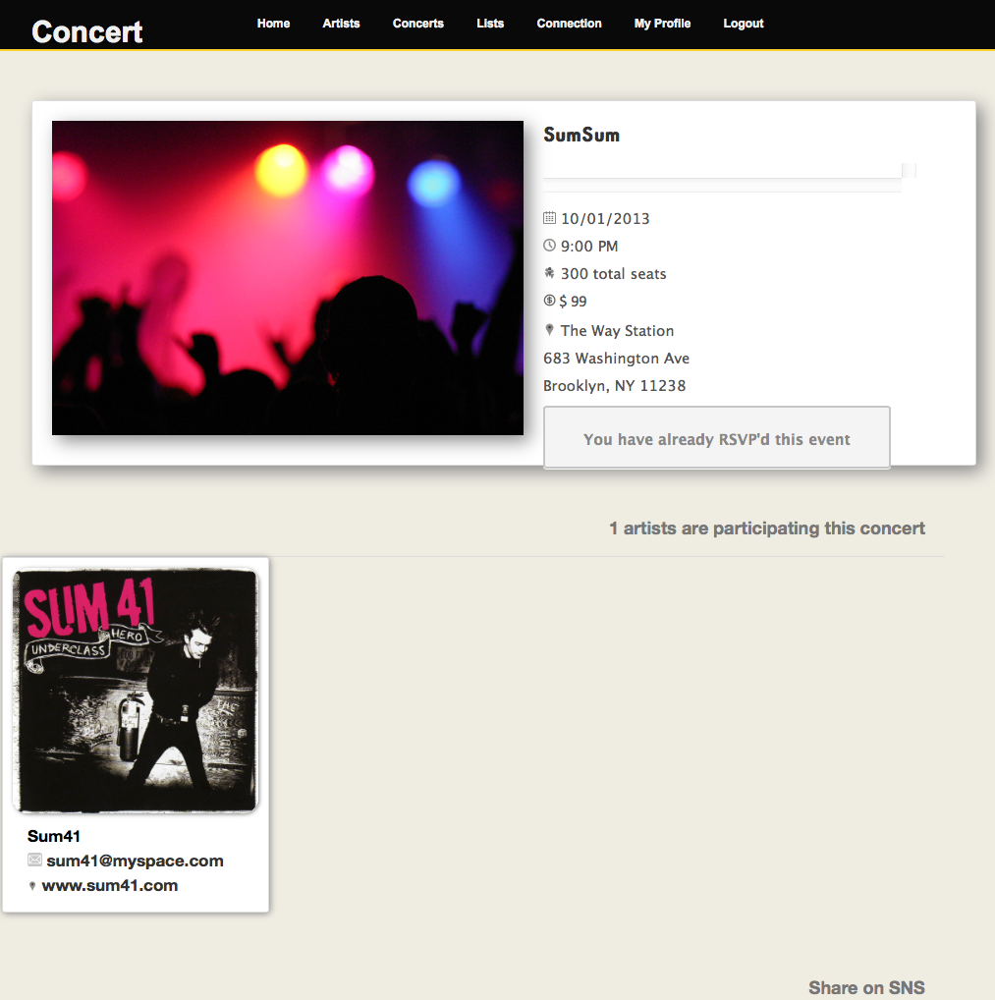 Concert
Home Artists Concerts Lists Connection My Profile Logout
SumSum
10/01/2013
9:00 PM
300 total seats
$ 99
The Way Station
683 Washington Ave
Brooklyn, NY 11238
You have already RSVP'd this event
1 artists are participating this concert
SUM 41
HERO
UNDERCLASS
Sum41
sum41@myspace.com
www.sum41.com
Share on SNS